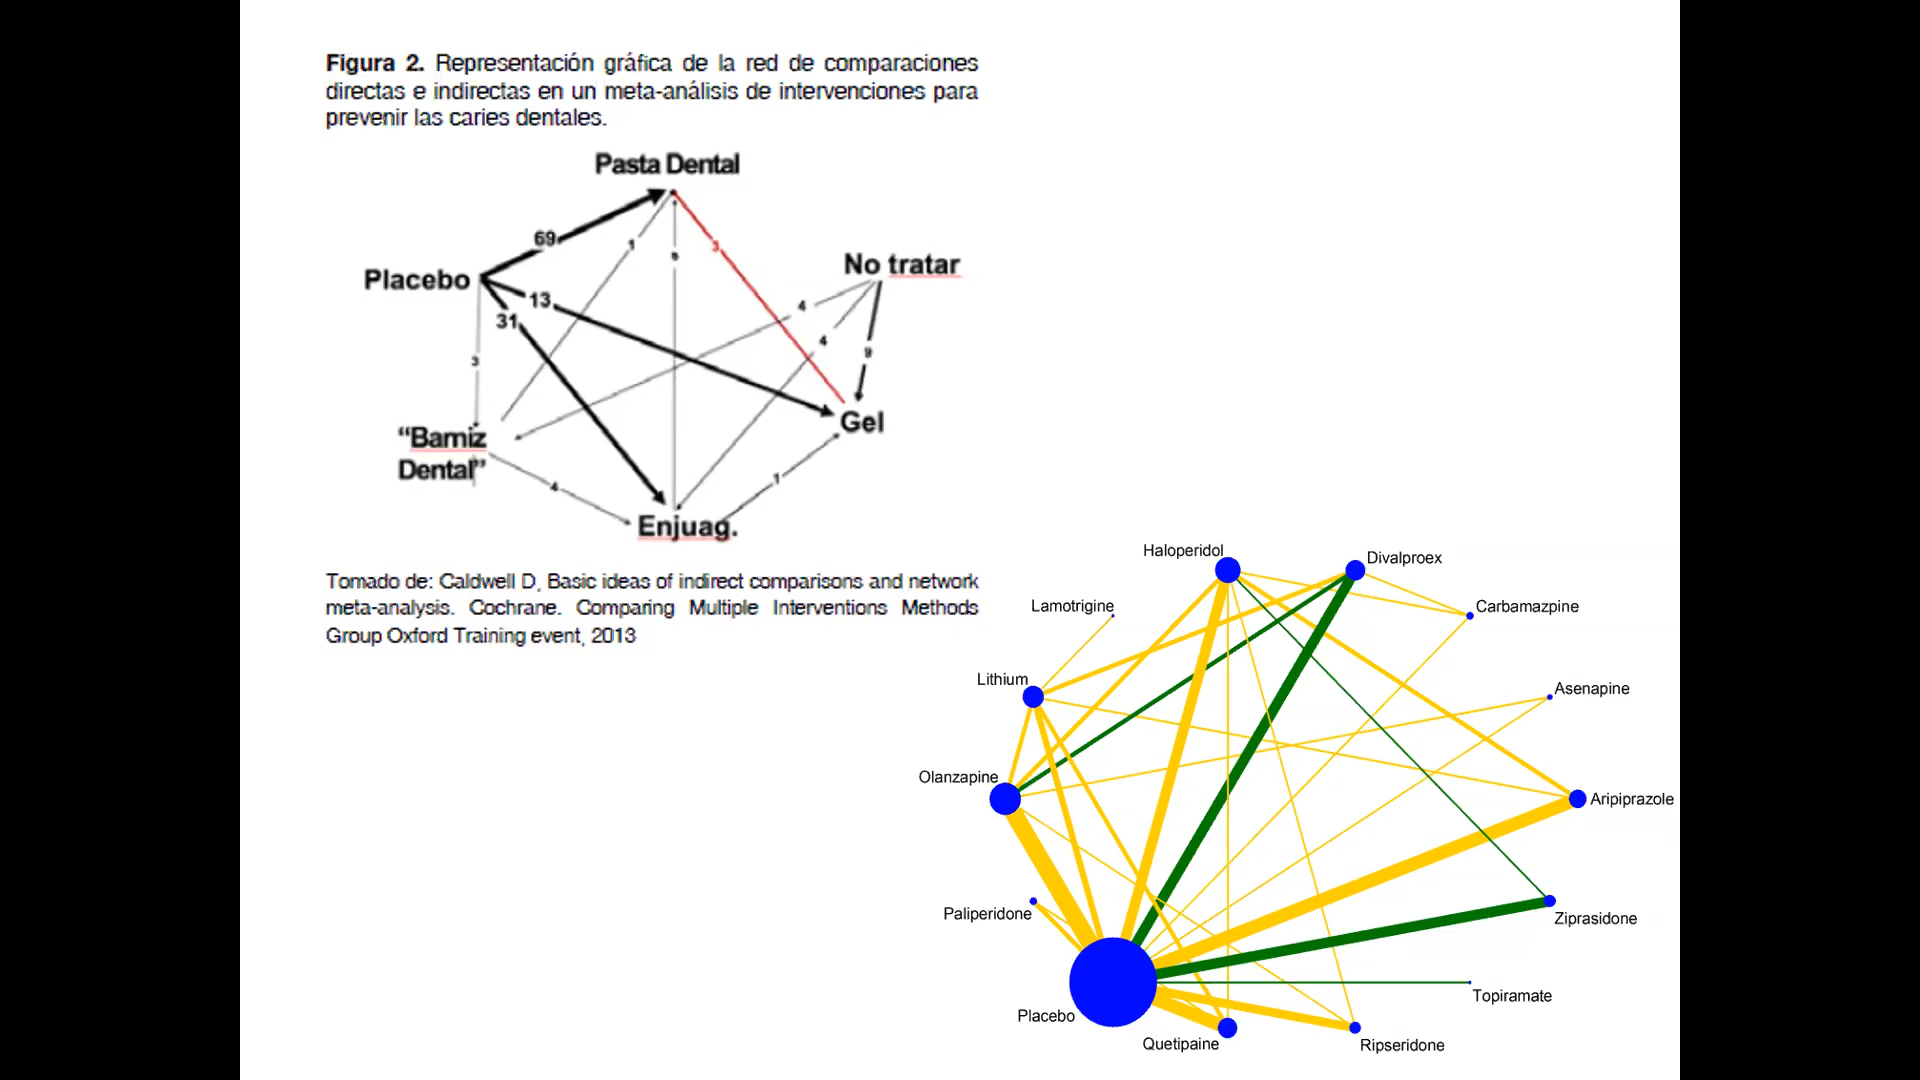 Figura 2. Representación gráfica de la red de comparaciones
directas e indirectas en un meta-análisis de intervenciones para
prevenir las caries dentales.
Pasta Dental
69
1
3
No tratar
Placebo
13
4
31
4
9
3
Gel
“Barniz
Dental”
4
1
Enjuag.
Tomado de: Caldwell D, Basic ideas of indirect comparisons and network
meta-analysis. Cochrane. Comparing Multiple Interventions Methods
Group Oxford Training event, 2013
Haloperidol
Divalproex
Lamotrigine
Carbamazpine
Lithium
Asenapine
Olanzapine
Aripiprazole
Paliperidone
Ziprasidone
Topiramate
Placebo
Quetipaine
Ripseridone